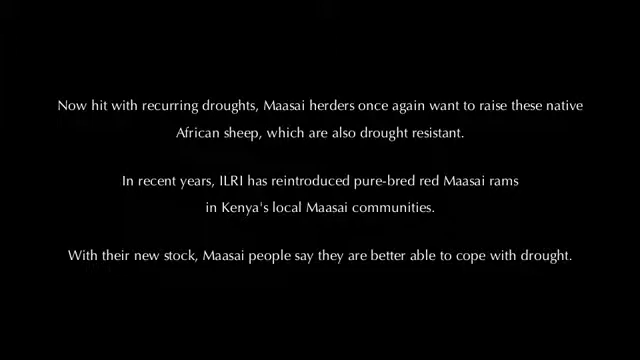 Now hit with recurring droughts, Maasai herders once again want to raise these native
African sheep, which are also drought resistant.
In recent years, ILRI has reintroduced pure-bred red Maasai rams
in Kenya's local Maasai communities.
With their new stock, Maasai people say they are better able to cope with drought.